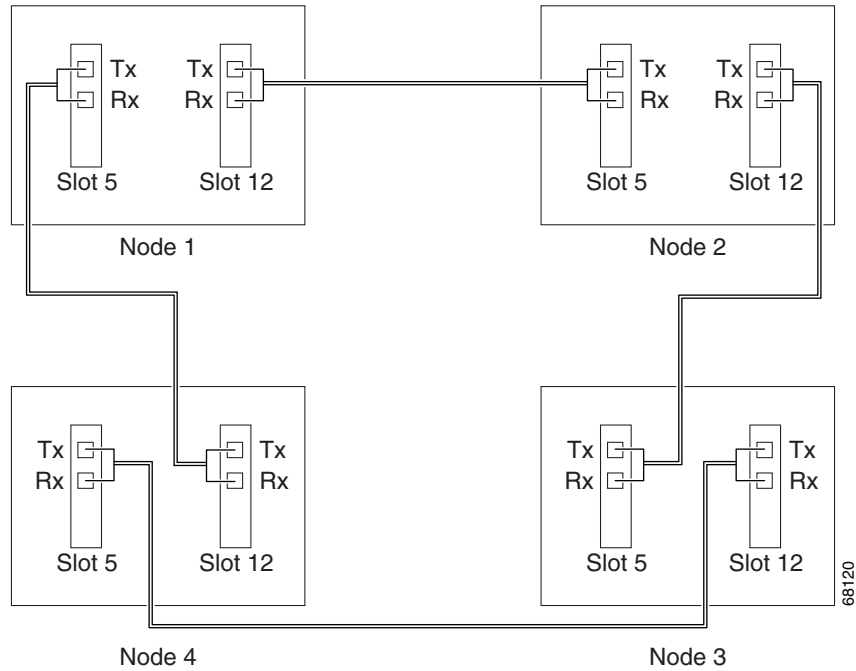 Tx Tx Tx Tx
Rx Rx Rx Rx
Slot 5 Slot 12 Slot 5 Slot 12
Node 1 Node 2
Tx Tx Tx Tx
Rx Rx Rx Rx
Slot 5 Slot 12 Slot 5 Slot 12
68120
Node 4 Node 3